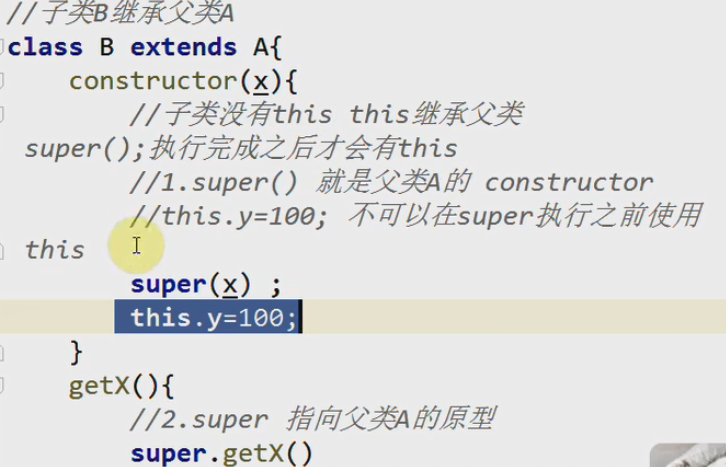 //子类B继承父类A
class B extends A{
constructor(x){
//子类没有this this继承父类
super();执行完成之后才会有this
//1.super() 就是父类A的 constructor
//this.y=100; 不可以在super执行之前使用
this
super(x) ;
this.y=100;
}
getX(){
//2.super 指向父类A的原型
super.getX()